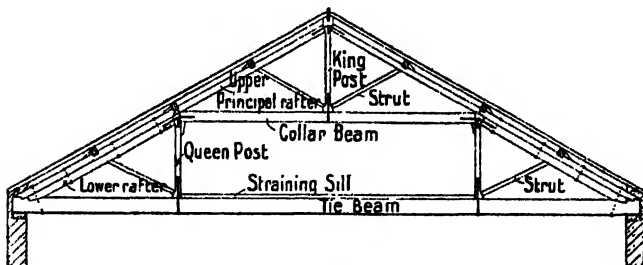 King
Post
Upper
Principal rafter
Strut
Collar Beam
Queen Post
Lower rafter
Straining Sill
Strut
Tie Beam